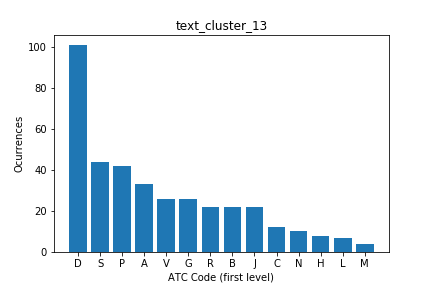 text_cluster_13
100
80
60
40
20
0
Ocurrences
D S P A V G R B J C N H L M
ATC Code (first level)